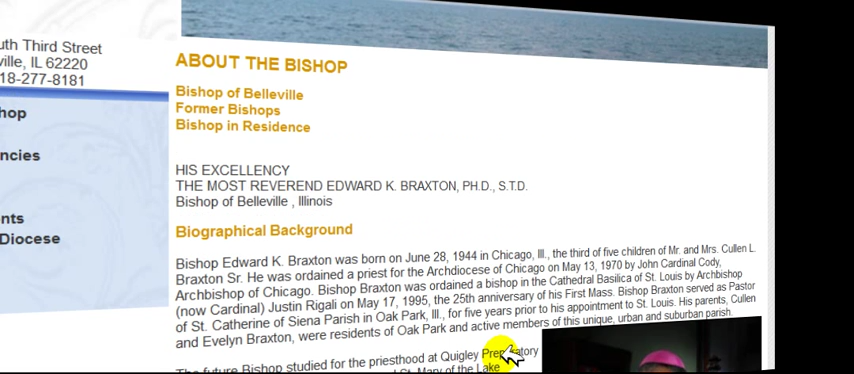 uth Third Street
ville, IL 62220
18-277-8181
hop
ncies
nts
Diocese
ABOUT THE BISHOP
Bishop of Belleville
Former Bishops
Bishop in Residence
HIS EXCELLENCY
THE MOST REVEREND EDWARD K. BRAXTON, PH.D., S.T.D.
Bishop of Belleville , Illinois
Biographical Background
Bishop Edward K. Braxton was born on June 28, 1944 in Chicago, Ill., the third of five children of Mr. and Mrs. Cullen L.
Braxton Sr. He was ordained a priest for the Archdiocese of Chicago on May 13, 1970 by John Cardinal Cody,
Archbishop of Chicago. Bishop Braxton was ordained a bishop in the Cathedral Basilica of St. Louis by Archbishop
(now Cardinal) Justin Rigali on May 17, 1995, the 25th anniversary of his First Mass. Bishop Braxton served as Pastor
of St. Catherine of Siena Parish in Oak Park, Ill., for five years prior to his appointment to St. Louis. His parents, Cullen
and Evelyn Braxton, were residents of Oak Park and active members of this unique, urban and suburban parish.
The future Bishop studied for the priesthood at Quigley Preparatory
St. Mary of the Lake